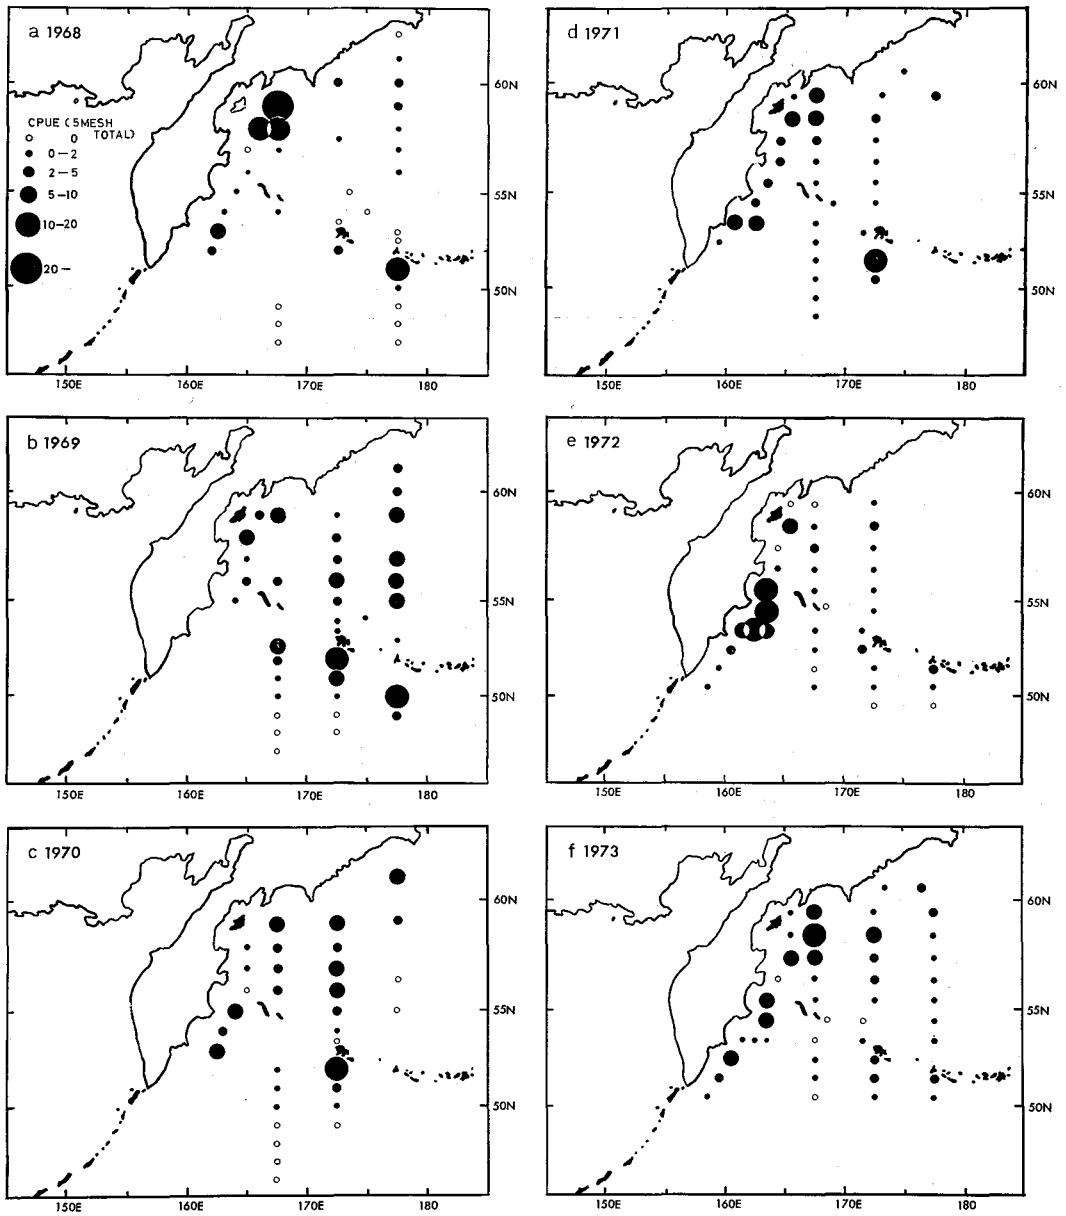 a 1968
60N
CPUE (5MESH
TOTAL)
0
0-2
2-5
5-10
10-20
20-
55N
50N
150E 160E 170E 180
d 1971
60N
55N
50N
150E 160E 170E 180
b 1969
60N
55N
50N
150E 160E 170E 180
e 1972
60N
55N
50N
150E 160E 170E 180
c 1970
60N
55N
50N
150E 160E 170E 180
f 1973
60N
55N
50N
150E 160E 170E 180